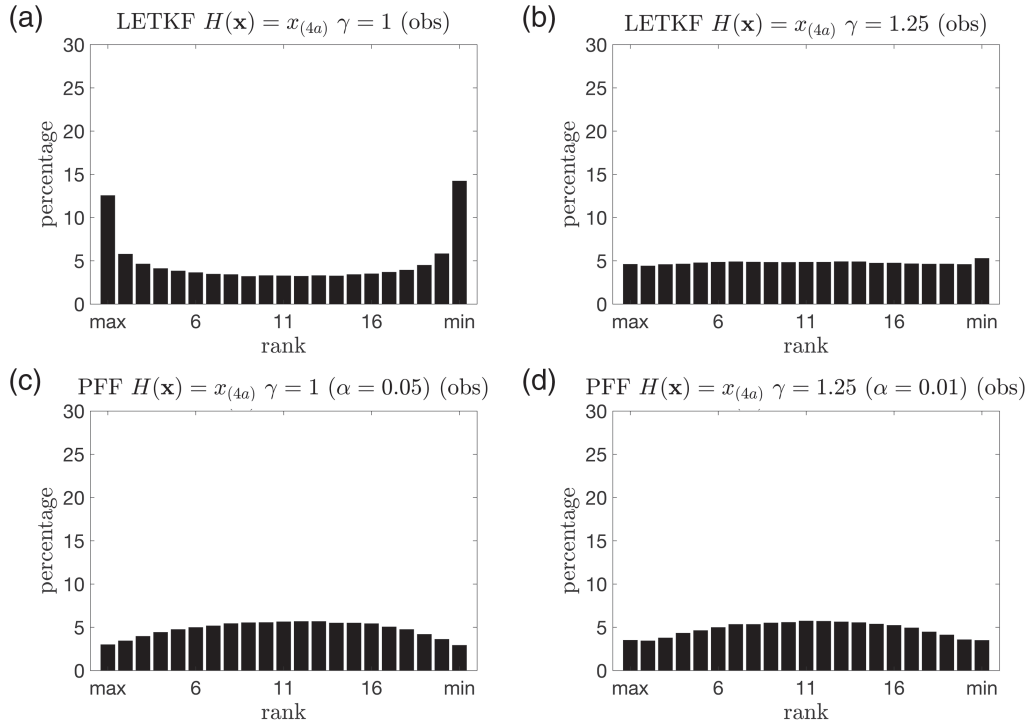 (a) LETKF H(x) = x₍₄ₐ₎ γ = 1 (obs)
30
25
20
15
10
5
0
percentage
max 6 11 16 min
rank
(b) LETKF H(x) = x₍₄ₐ₎ γ = 1.25 (obs)
30
25
20
15
10
5
0
percentage
max 6 11 16 min
rank
(c) PFF H(x) = x₍₄ₐ₎ γ = 1 (α = 0.05) (obs)
30
25
20
15
10
5
0
percentage
max 6 11 16 min
rank
(d) PFF H(x) = x₍₄ₐ₎ γ = 1.25 (α = 0.01) (obs)
30
25
20
15
10
5
0
percentage
max 6 11 16 min
rank